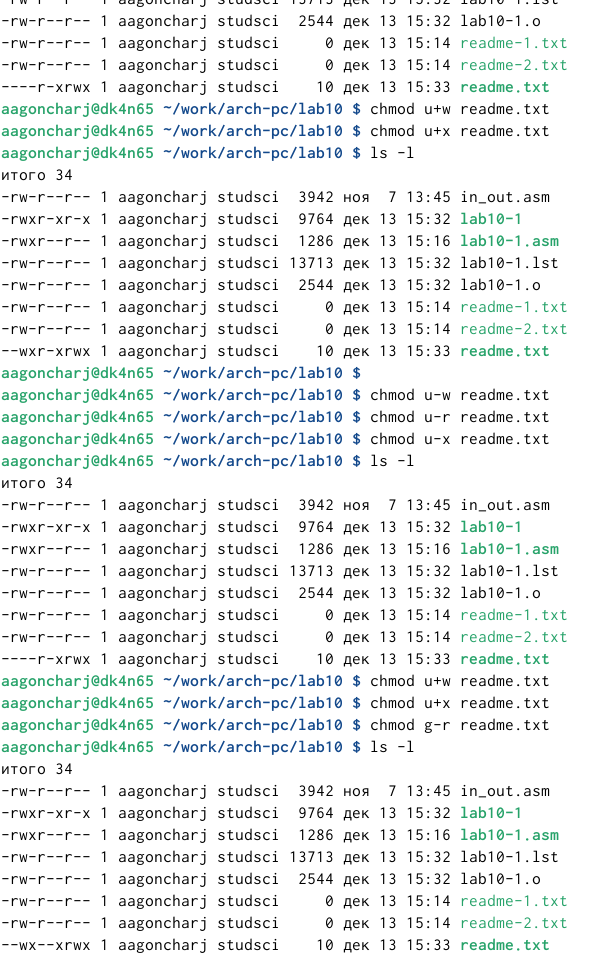 -rw-r--r-- 1 aagoncharj studsci 13713 дек 13 15:32 lab10-1.lst
-rw-r--r-- 1 aagoncharj studsci  2544 дек 13 15:32 lab10-1.o
-rw-r--r-- 1 aagoncharj studsci     0 дек 13 15:14 readme-1.txt
-rw-r--r-- 1 aagoncharj studsci     0 дек 13 15:14 readme-2.txt
----r-xrwx 1 aagoncharj studsci    10 дек 13 15:33 readme.txt
aagoncharj@dk4n65 ~/work/arch-pc/lab10 $ chmod u+w readme.txt
aagoncharj@dk4n65 ~/work/arch-pc/lab10 $ chmod u+x readme.txt
aagoncharj@dk4n65 ~/work/arch-pc/lab10 $ ls -l
итого 34
-rw-r--r-- 1 aagoncharj studsci  3942 ноя  7 13:45 in_out.asm
-rwxr-xr-x 1 aagoncharj studsci  9764 дек 13 15:32 lab10-1
-rwxr--r-- 1 aagoncharj studsci  1286 дек 13 15:16 lab10-1.asm
-rw-r--r-- 1 aagoncharj studsci 13713 дек 13 15:32 lab10-1.lst
-rw-r--r-- 1 aagoncharj studsci  2544 дек 13 15:32 lab10-1.o
-rw-r--r-- 1 aagoncharj studsci     0 дек 13 15:14 readme-1.txt
-rw-r--r-- 1 aagoncharj studsci     0 дек 13 15:14 readme-2.txt
--wxr-xrwx 1 aagoncharj studsci    10 дек 13 15:33 readme.txt
aagoncharj@dk4n65 ~/work/arch-pc/lab10 $
aagoncharj@dk4n65 ~/work/arch-pc/lab10 $ chmod u-w readme.txt
aagoncharj@dk4n65 ~/work/arch-pc/lab10 $ chmod u-r readme.txt
aagoncharj@dk4n65 ~/work/arch-pc/lab10 $ chmod u-x readme.txt
aagoncharj@dk4n65 ~/work/arch-pc/lab10 $ ls -l
итого 34
-rw-r--r-- 1 aagoncharj studsci  3942 ноя  7 13:45 in_out.asm
-rwxr-xr-x 1 aagoncharj studsci  9764 дек 13 15:32 lab10-1
-rwxr--r-- 1 aagoncharj studsci  1286 дек 13 15:16 lab10-1.asm
-rw-r--r-- 1 aagoncharj studsci 13713 дек 13 15:32 lab10-1.lst
-rw-r--r-- 1 aagoncharj studsci  2544 дек 13 15:32 lab10-1.o
-rw-r--r-- 1 aagoncharj studsci     0 дек 13 15:14 readme-1.txt
-rw-r--r-- 1 aagoncharj studsci     0 дек 13 15:14 readme-2.txt
----r-xrwx 1 aagoncharj studsci    10 дек 13 15:33 readme.txt
aagoncharj@dk4n65 ~/work/arch-pc/lab10 $ chmod u+w readme.txt
aagoncharj@dk4n65 ~/work/arch-pc/lab10 $ chmod u+x readme.txt
aagoncharj@dk4n65 ~/work/arch-pc/lab10 $ chmod g-r readme.txt
aagoncharj@dk4n65 ~/work/arch-pc/lab10 $ ls -l
итого 34
-rw-r--r-- 1 aagoncharj studsci  3942 ноя  7 13:45 in_out.asm
-rwxr-xr-x 1 aagoncharj studsci  9764 дек 13 15:32 lab10-1
-rwxr--r-- 1 aagoncharj studsci  1286 дек 13 15:16 lab10-1.asm
-rw-r--r-- 1 aagoncharj studsci 13713 дек 13 15:32 lab10-1.lst
-rw-r--r-- 1 aagoncharj studsci  2544 дек 13 15:32 lab10-1.o
-rw-r--r-- 1 aagoncharj studsci     0 дек 13 15:14 readme-1.txt
-rw-r--r-- 1 aagoncharj studsci     0 дек 13 15:14 readme-2.txt
--wx--xrwx 1 aagoncharj studsci    10 дек 13 15:33 readme.txt